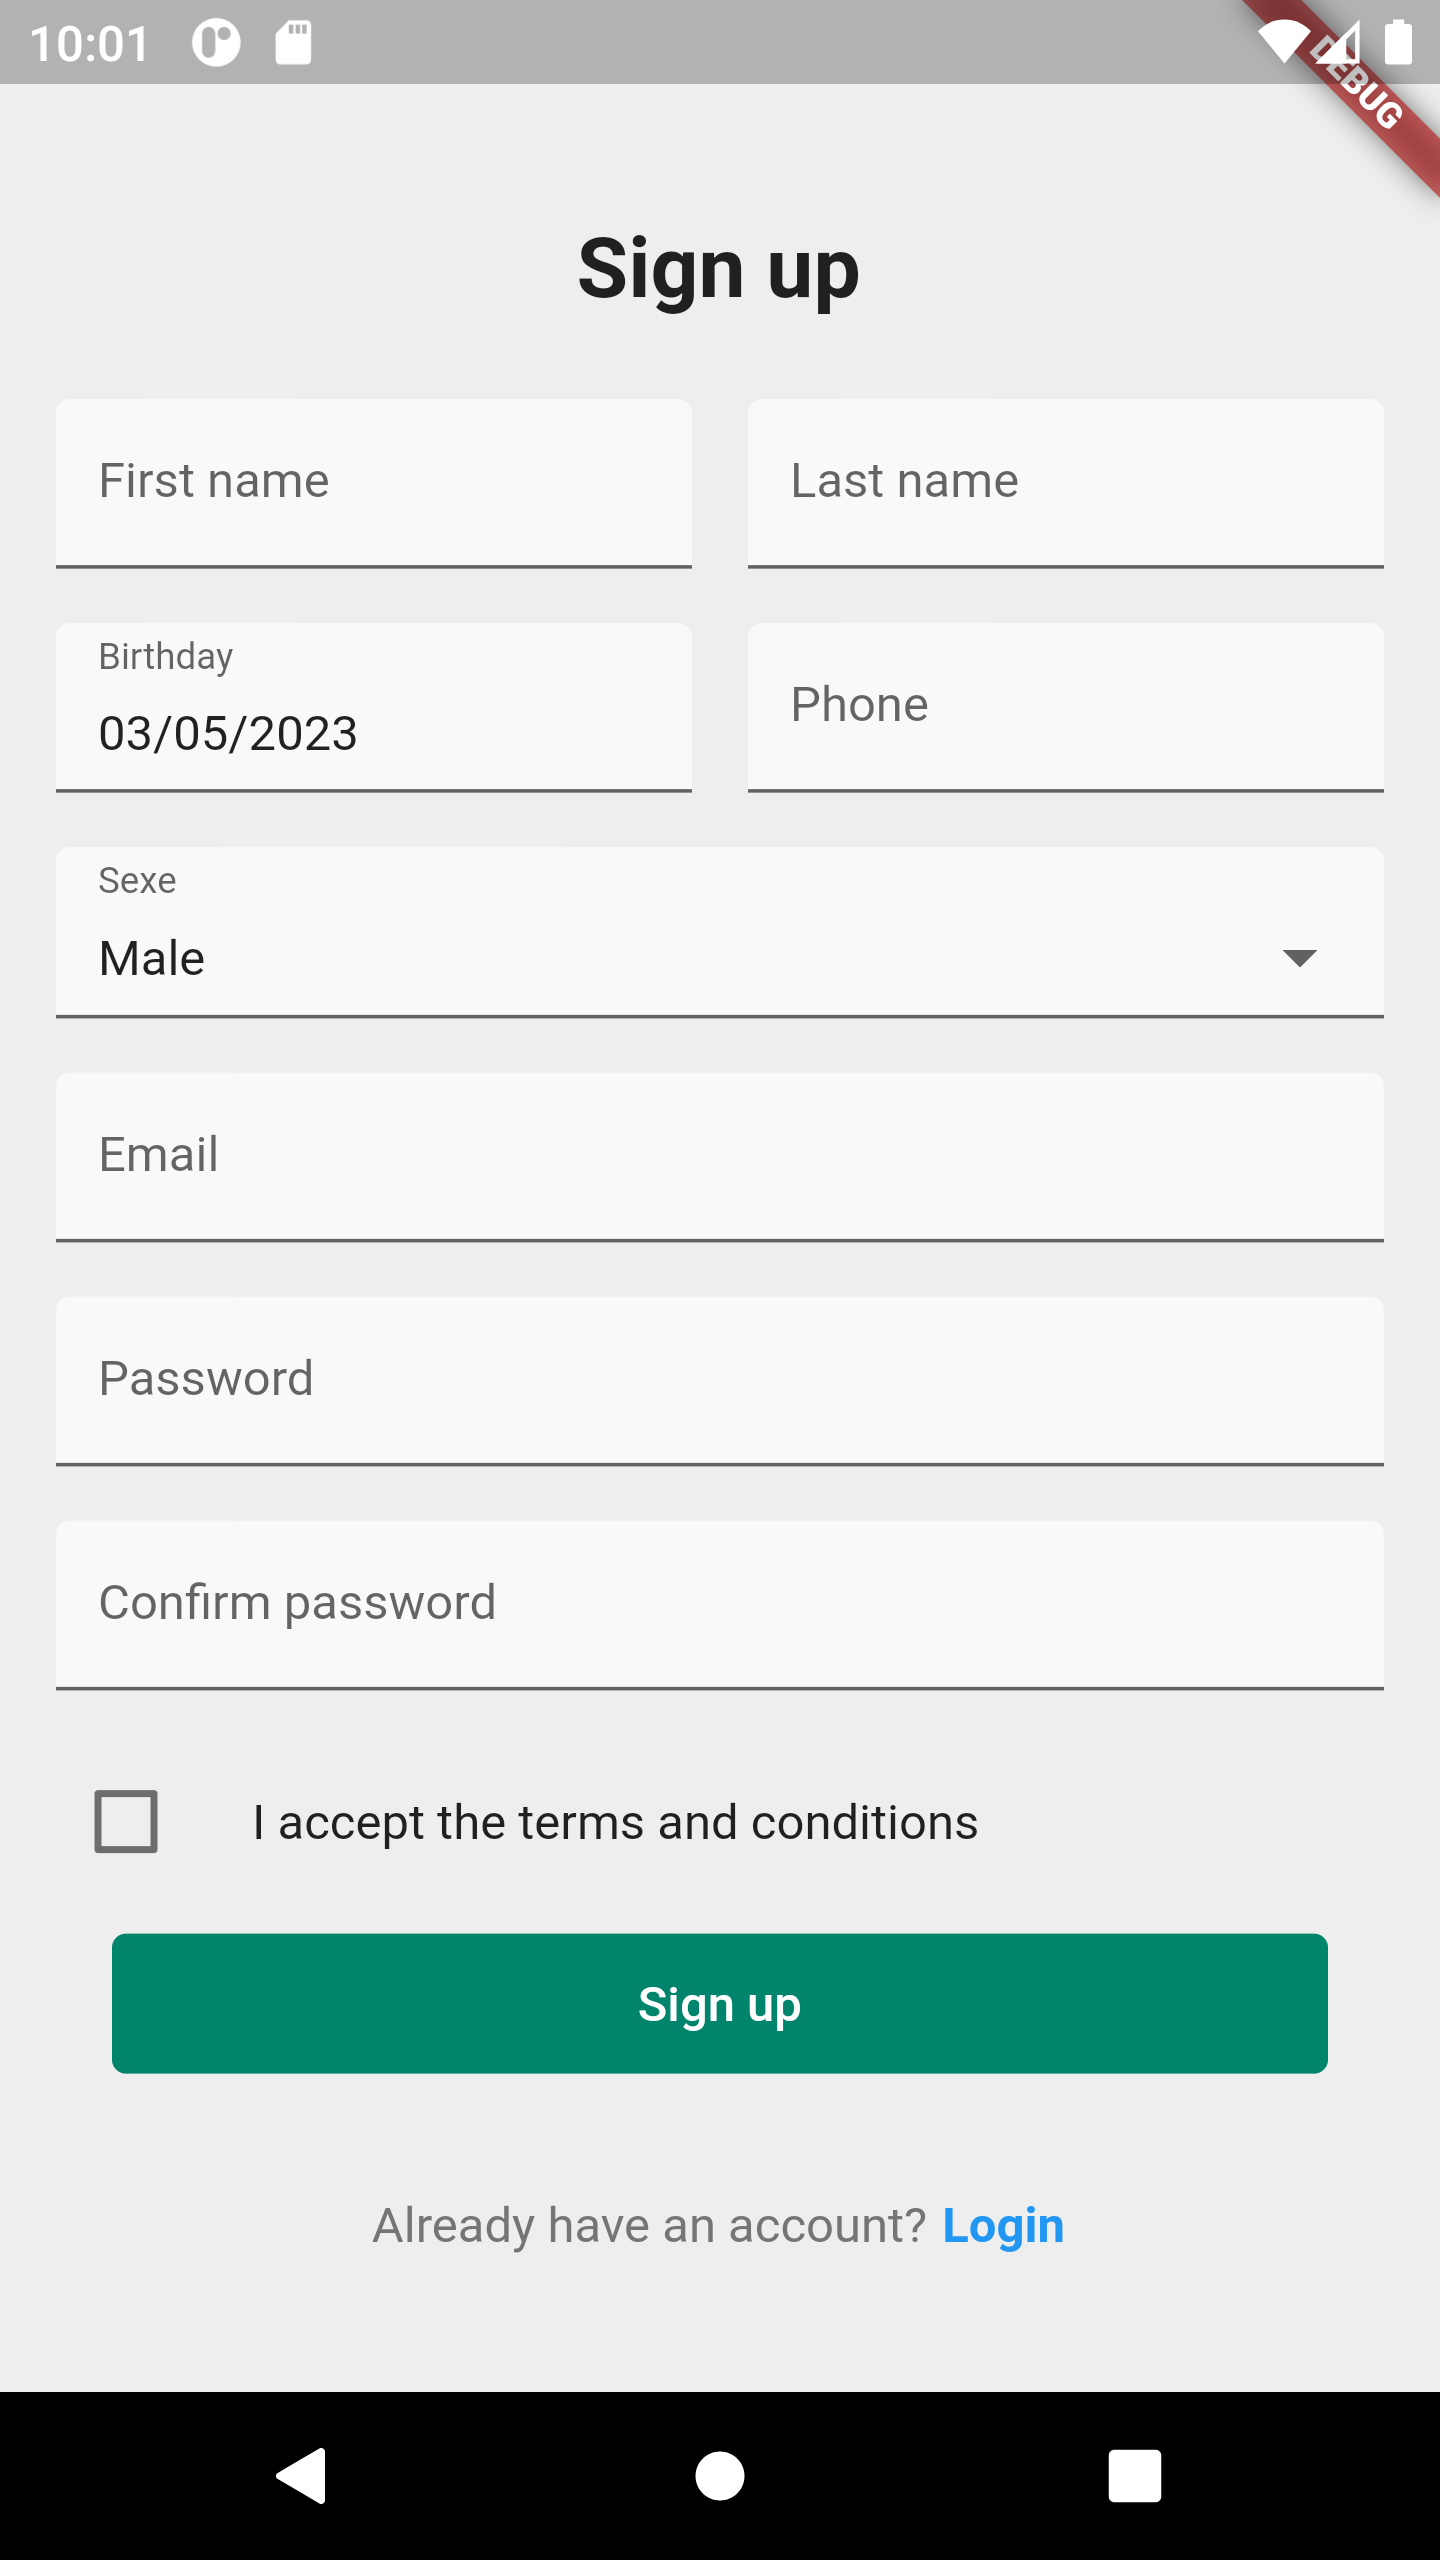 10:01
DEBUG
Sign up
First name
Last name
Birthday
03/05/2023
Phone
Sexe
Male
Email
Password
Confirm password
I accept the terms and conditions
Sign up
Already have an account? Login